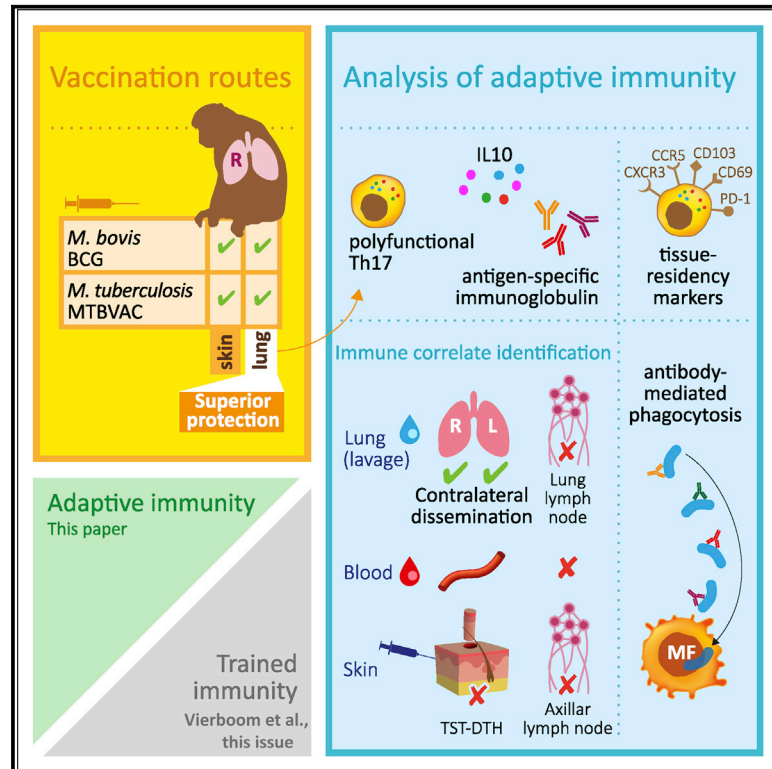 Vaccination routes
R
M. bovis
BCG
M. tuberculosis
MTBVAC
skin
lung
Superior
protection
Adaptive immunity
This paper
Trained
immunity
Vierboom et al.,
this issue
Analysis of adaptive immunity
polyfunctional
Th17
IL10
antigen-specific
immunoglobulin
CXCR3
CCR5
CD103
CD69
PD-1
tissue-
residency
markers
Immune correlate identification
Lung
(lavage)
R L
Contralateral
dissemination
Lung
lymph
node
Blood
Skin
TST-DTH
Axillar
lymph node
antibody-
mediated
phagocytosis
MF